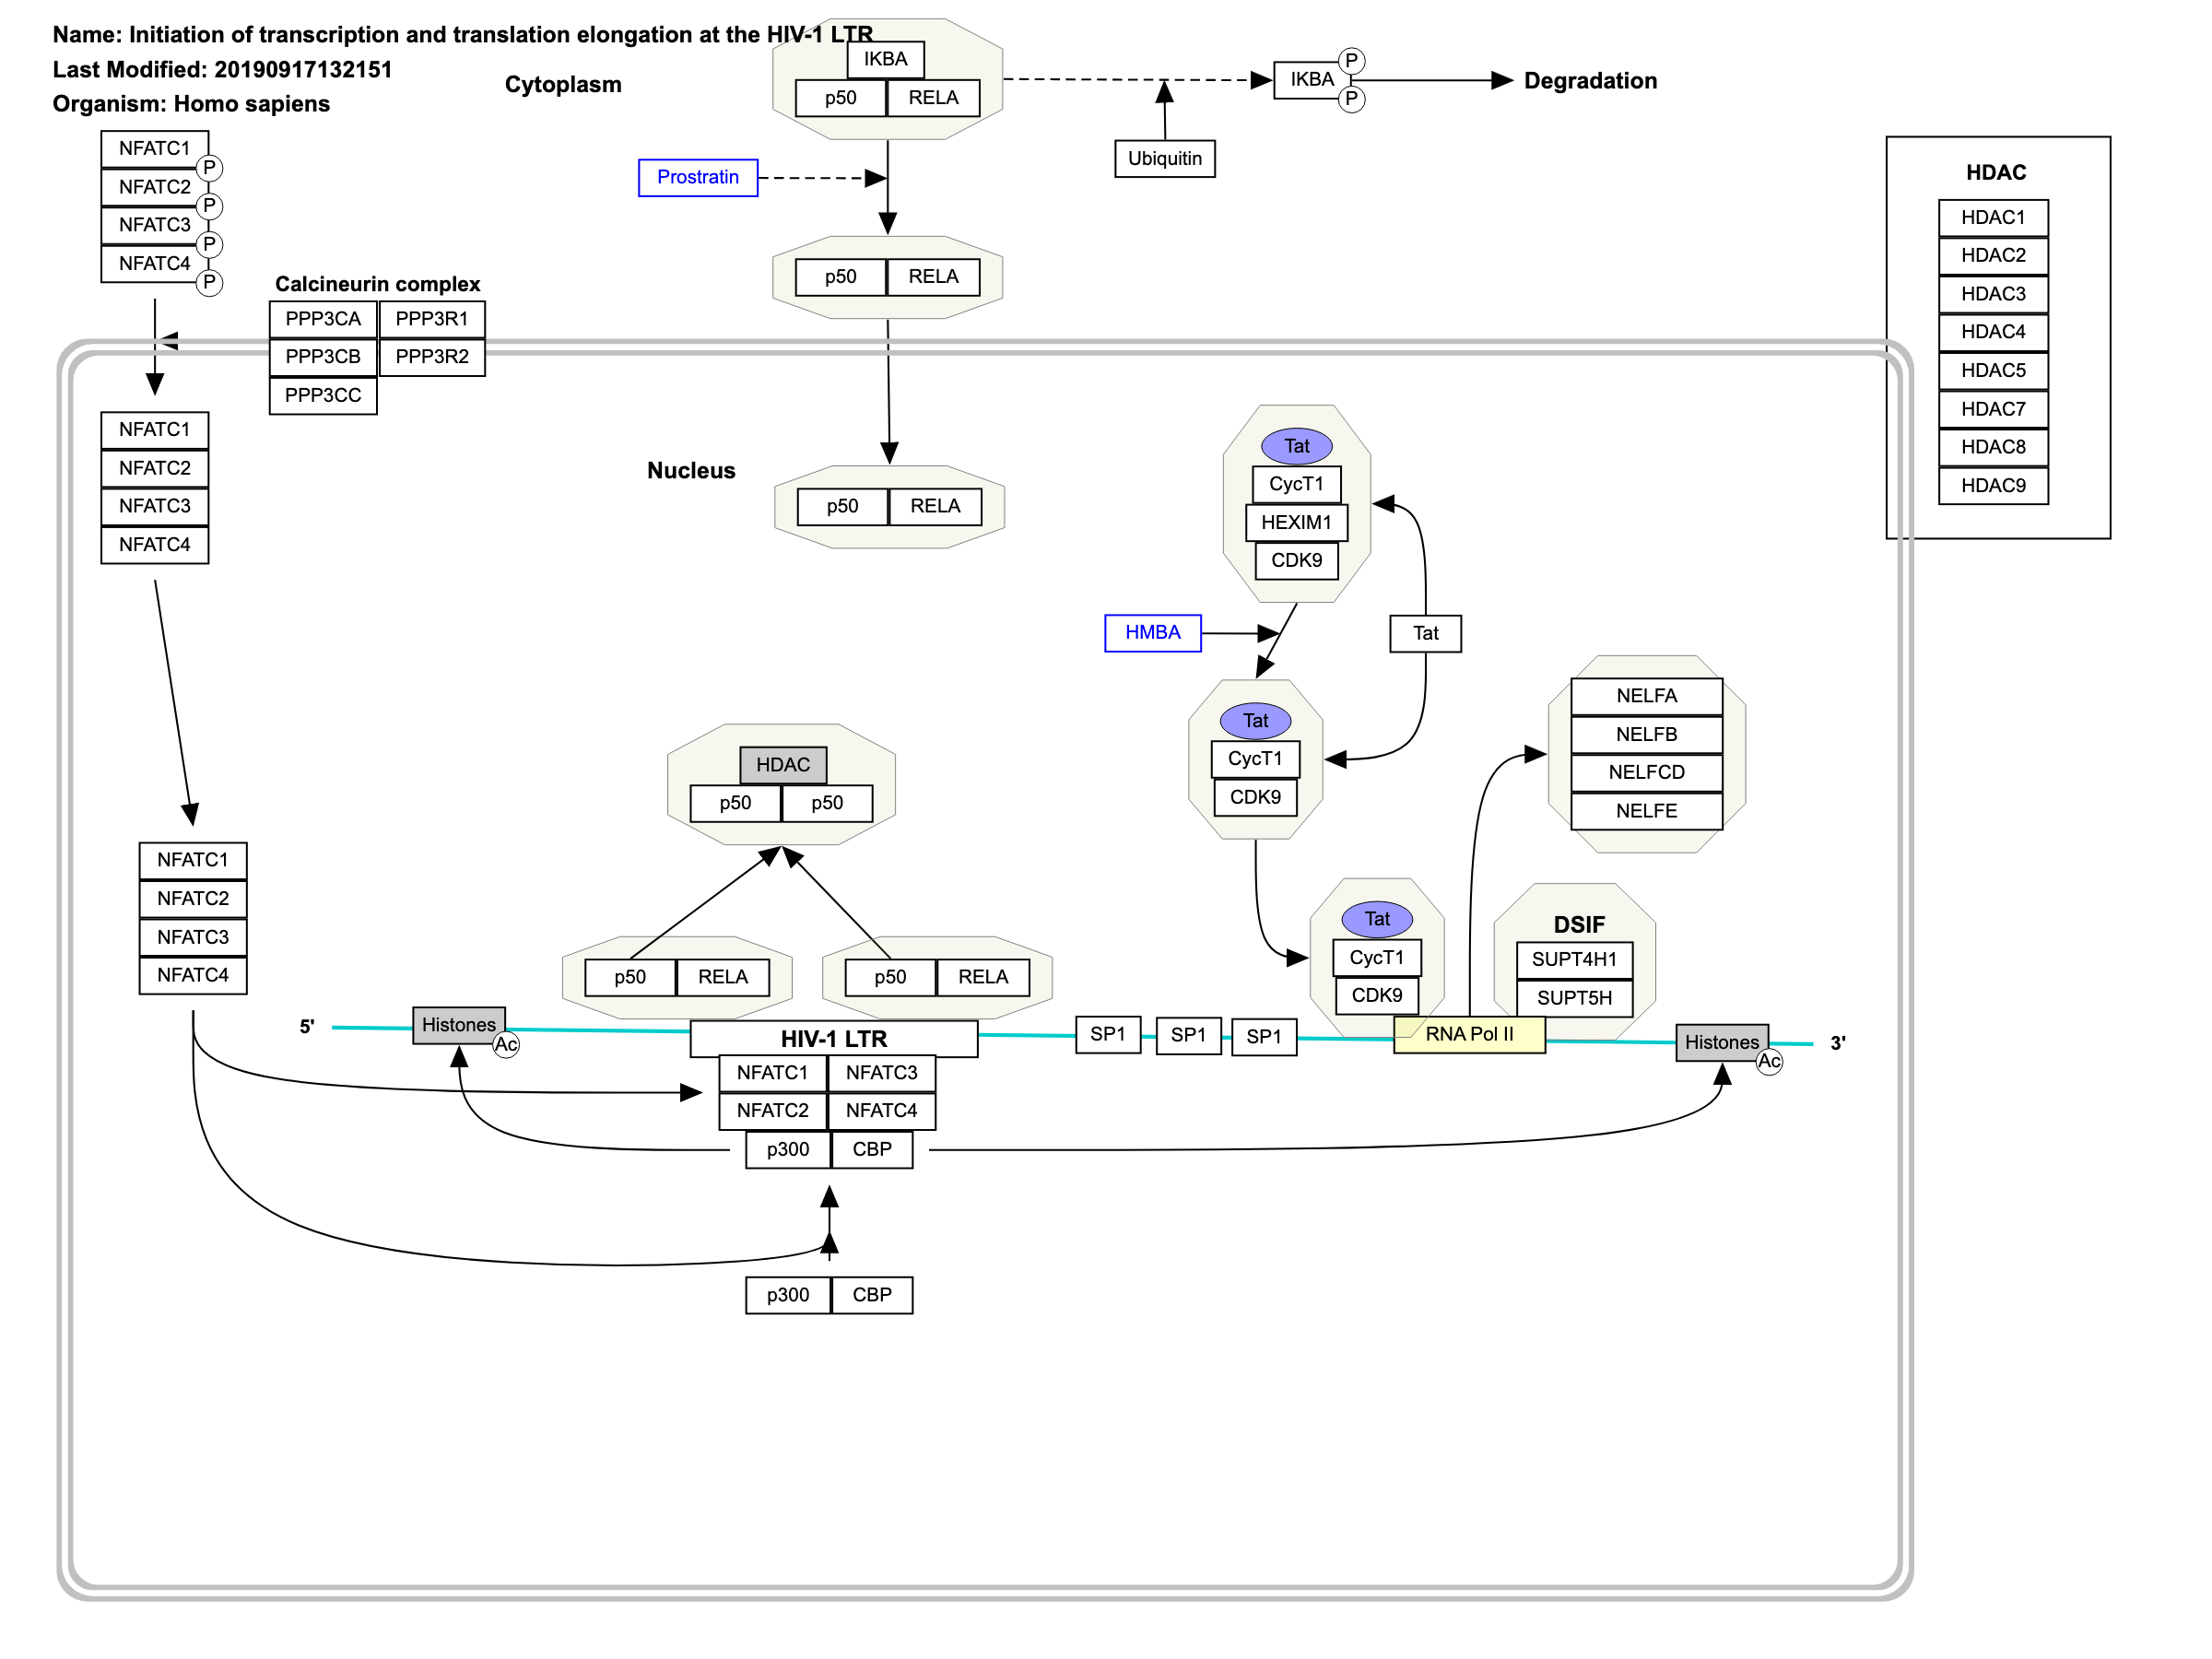 Name: Initiation of transcription and translation elongation at the HIV-1 LTR
Last Modified: 20190917132151
Organism: Homo sapiens
Cytoplasm
IKBA
p50 RELA
IKBA
P
P
Degradation
Ubiquitin
Prostratin
NFATC1
P
NFATC2
P
NFATC3
P
NFATC4
P
p50 RELA
Calcineurin complex
PPP3CA PPP3R1
PPP3CB PPP3R2
PPP3CC
HDAC
HDAC1
HDAC2
HDAC3
HDAC4
HDAC5
HDAC7
HDAC8
HDAC9
NFATC1
NFATC2
NFATC3
NFATC4
Nucleus
p50 RELA
Tat
CycT1
HEXIM1
CDK9
HMBA
Tat
Tat
CycT1
CDK9
NELFA
NELFB
NELFCD
NELFE
HDAC
p50 p50
NFATC1
NFATC2
NFATC3
NFATC4
p50 RELA
p50 RELA
Tat
CycT1
CDK9
DSIF
SUPT4H1
SUPT5H
5'
Histones
Ac
HIV-1 LTR
SP1
SP1
SP1
RNA Pol II
Histones
Ac
3'
NFATC1 NFATC3
NFATC2 NFATC4
p300 CBP
p300 CBP